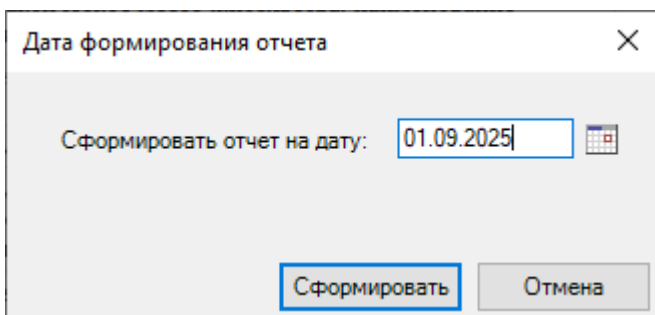 Дата формирования отчета
Сформировать отчет на дату: 01.09.2025
Сформировать Отмена